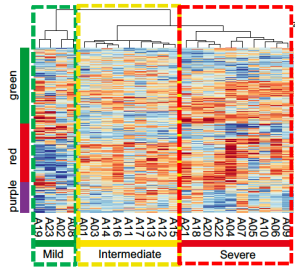 green
red
purple
A19 A23 A02 A08 A01 A03 A14 A16 A11 A17 A13 A12 A15 A21 A18 A20 A22 A04 A07 A09 A10 A06 A05
Mild Intermediate Severe